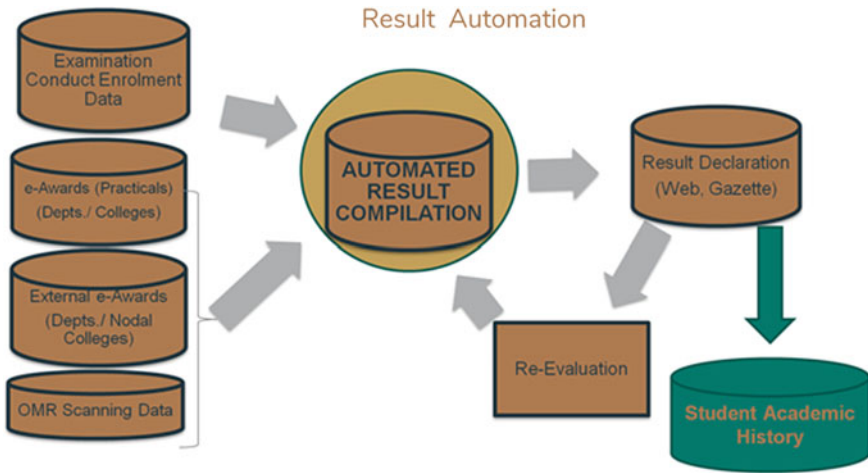 Result Automation
Examination
Conduct Enrolment
Data
e-Awards (Practicals)
(Depts./ Colleges)
External e-Awards
(Depts./ Nodal
Colleges)
OMR Scanning Data
AUTOMATED
RESULT
COMPILATION
Result Declaration
(Web, Gazette)
Re-Evaluation
Student Academic
History